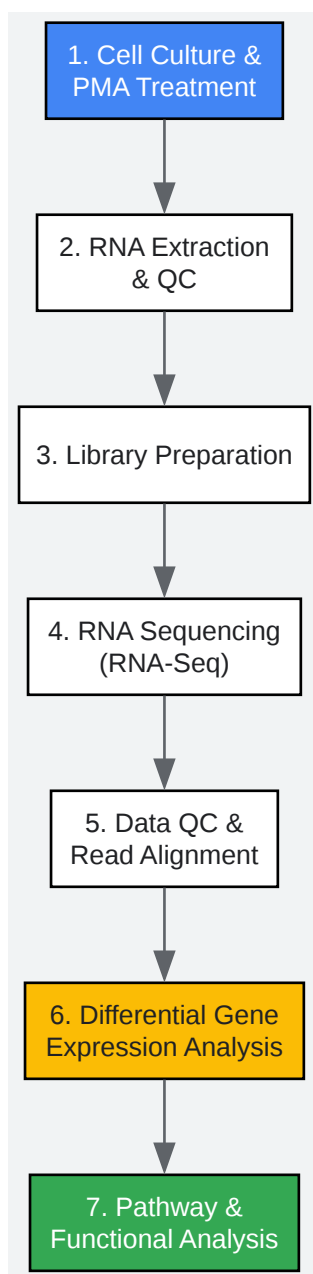 1. Cell Culture &
PMA Treatment
2. RNA Extraction
& QC
3. Library Preparation
4. RNA Sequencing
(RNA-Seq)
5. Data QC &
Read Alignment
6. Differential Gene
Expression Analysis
7. Pathway &
Functional Analysis